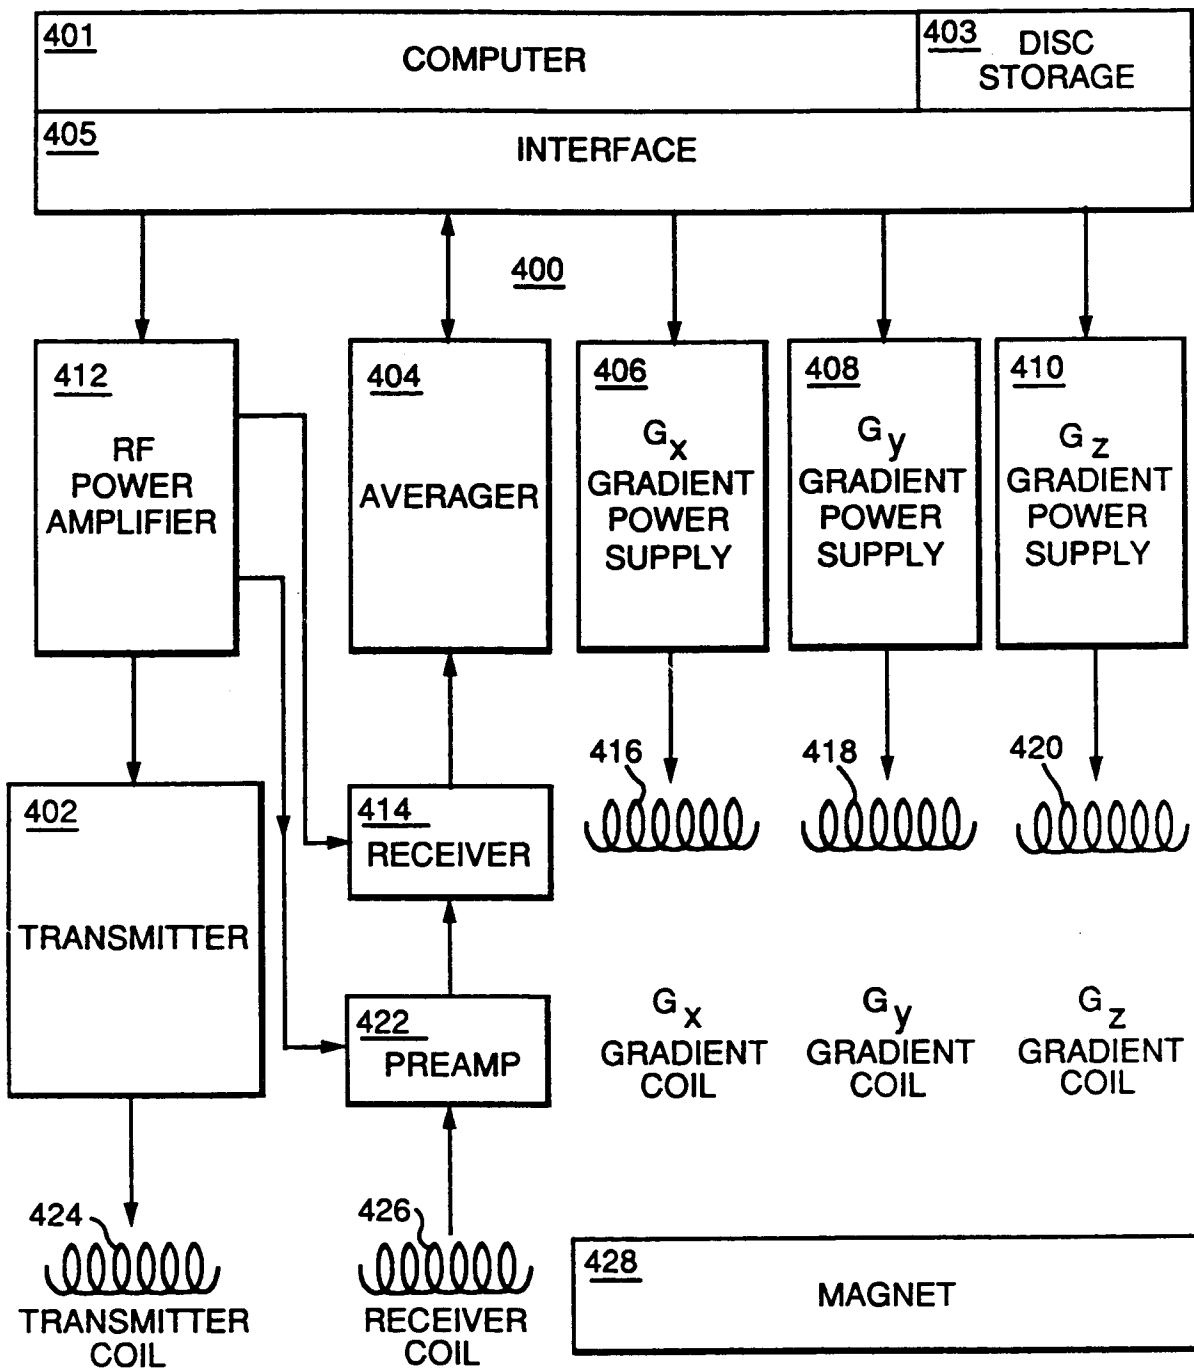 401
COMPUTER
403
DISC
STORAGE
405
INTERFACE
400
412
RF
POWER
AMPLIFIER
404
AVERAGER
406
Gx
GRADIENT
POWER
SUPPLY
408
Gy
GRADIENT
POWER
SUPPLY
410
Gz
GRADIENT
POWER
SUPPLY
416
418
420
402
TRANSMITTER
414
RECEIVER
422
PREAMP
Gx
GRADIENT
COIL
Gy
GRADIENT
COIL
Gz
GRADIENT
COIL
424
TRANSMITTER
COIL
426
RECEIVER
COIL
428
MAGNET